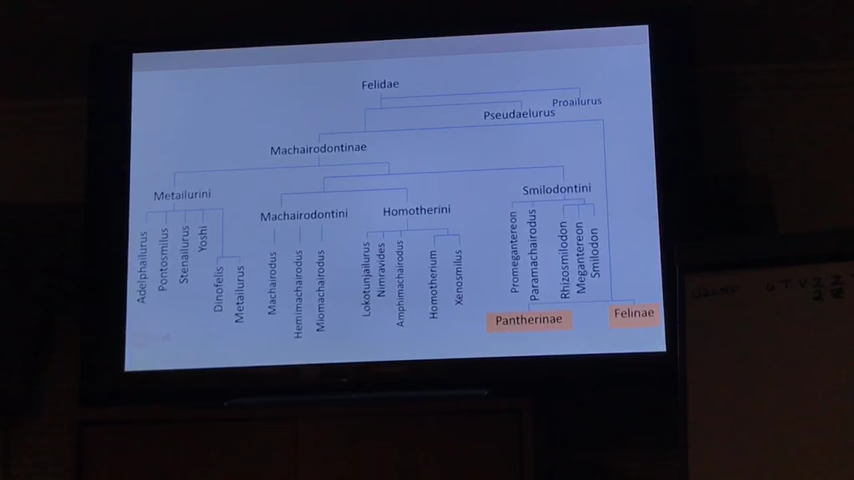 Felidae
Proailurus
Pseudaelurus
Machairodontinae
Metailurini
Smilodontini
Machairodontini
Homotherini
Adelphailurus
Pontosmilus
Stenailurus
Yoshi
Dinofelis
Metailurus
Machairodus
Hemimachairodus
Miomachairodus
Lokotunjailurus
Nimravides
Amphimachairodus
Homotherium
Xenosmilus
Promegantereon
Paramachairodus
Rhizosmilodon
Megantereon
Smilodon
Pantherinae
Felinae